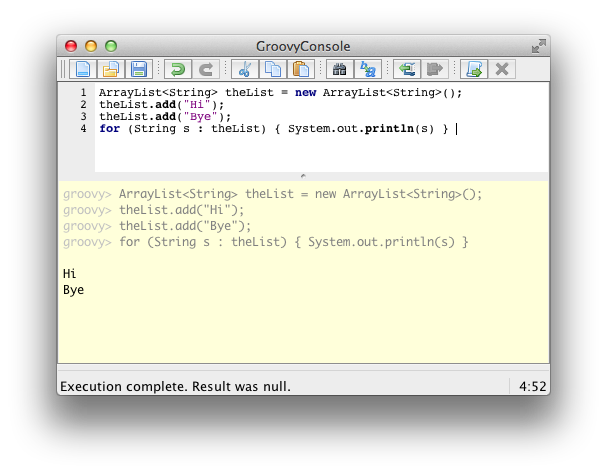 GroovyConsole
1 ArrayList<String> theList = new ArrayList<String>();
2 theList.add("Hi");
3 theList.add("Bye");
4 for (String s : theList) { System.out.println(s) }
groovy> ArrayList<String> theList = new ArrayList<String>();
groovy> theList.add("Hi");
groovy> theList.add("Bye");
groovy> for (String s : theList) { System.out.println(s) }
Hi
Bye
Execution complete. Result was null. 4:52